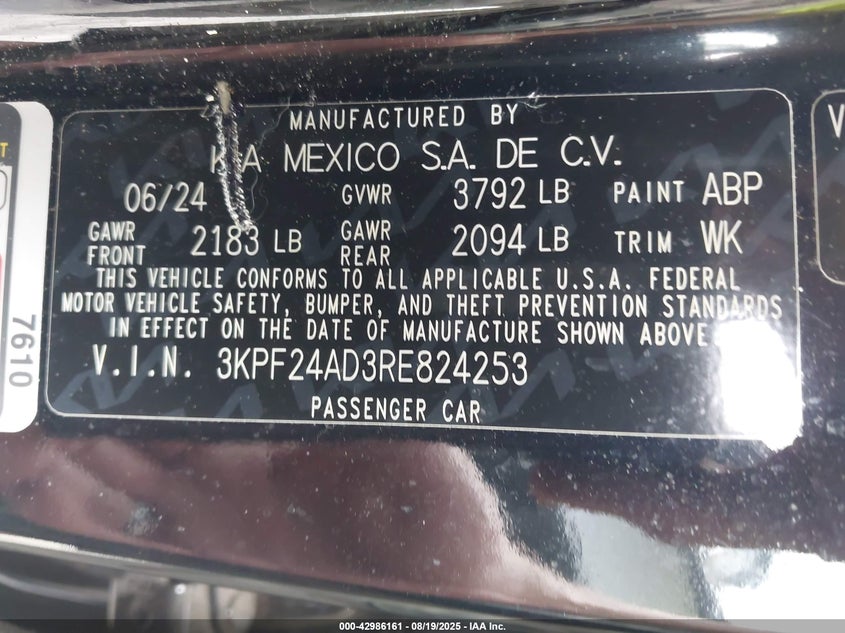 MANUFACTURED BY
KIA MEXICO S.A. DE C.V.
06/24 GVWR 3792 LB PAINT ABP
GAWR FRONT 2183 LB GAWR REAR 2094 LB TRIM WK
THIS VEHICLE CONFORMS TO ALL APPLICABLE U.S.A. FEDERAL
MOTOR VEHICLE SAFETY, BUMPER, AND THEFT PREVENTION STANDARDS
IN EFFECT ON THE DATE OF MANUFACTURE SHOWN ABOVE
V.I.N. 3KPF24AD3RE824253
PASSENGER CAR
7610
V
000-42986161 - 08/19/2025 - IAA Inc.